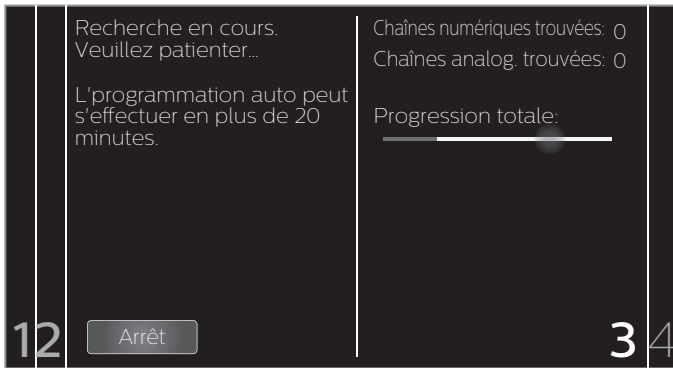 Recherche en cours.
Veuillez patienter...
L'programmation auto peut
s'effectuer en plus de 20
minutes.
Chaînes numériques trouvées: 0
Chaînes analog. trouvées: 0
Progression totale:
12
Arrêt
3
4